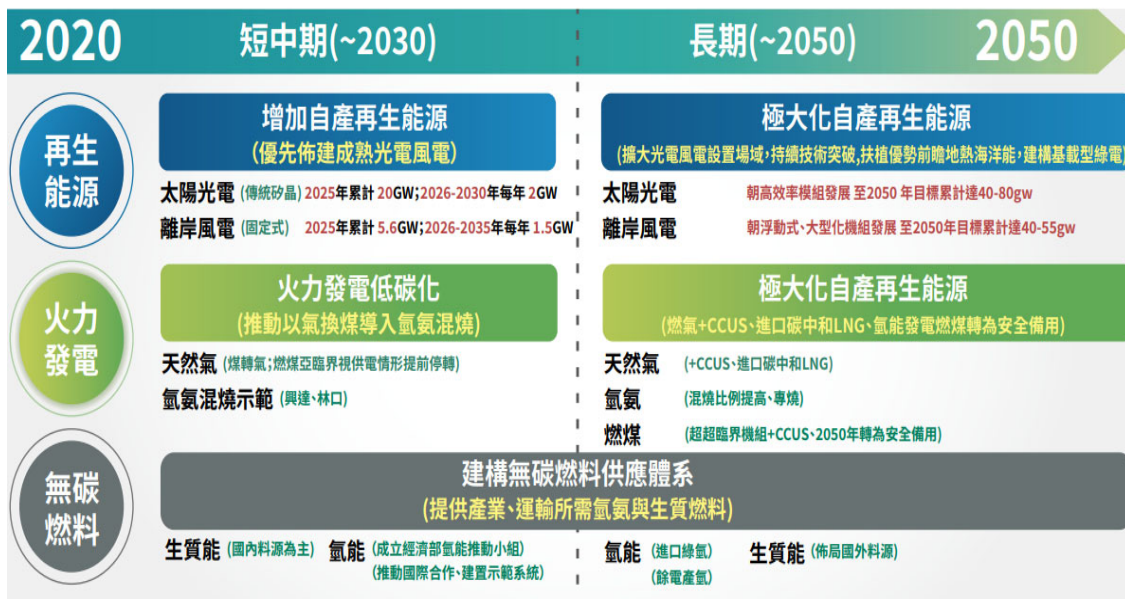 2020 短中期(~2030) 長期(~2050) 2050
再生
能源
增加自產再生能源
(優先佈建成熟光電風電)
太陽光電 (傳統矽晶) 2025年累計 20GW;2026-2030年每年 2GW
離岸風電 (固定式) 2025年累計 5.6GW;2026-2035年每年 1.5GW
極大化自產再生能源
(擴大光電風電設置場域,持續技術突破,扶植優勢前瞻地熱海洋能,建構基載型綠電)
太陽光電 朝高效率模組發展 至2050 年目標累計達40-80gw
離岸風電 朝浮動式、大型化機組發展 至2050年目標累計達40-55gw
火力
發電
火力發電低碳化
(推動以氣換煤導入氫氨混燒)
天然氣 (煤轉氣;燃煤亞臨界視供電情形提前停轉)
氫氨混燒示範 (興達、林口)
極大化自產再生能源
(燃氣+CCUS、進口碳中和LNG、氫能發電燃煤轉為安全備用)
天然氣 (+CCUS、進口碳中和LNG)
氫氨 (混燒比例提高、專燒)
燃煤 (超超臨界機組+CCUS、2050年轉為安全備用)
無碳
燃料
建構無碳燃料供應體系
(提供產業、運輸所需氫氨與生質燃料)
生質能 (國內料源為主) 氫能 (成立經濟部氫能推動小組)
(推動國際合作、建置示範系統)
氫能 (進口綠氫) 生質能 (佈局國外料源)
(餘電產氫)